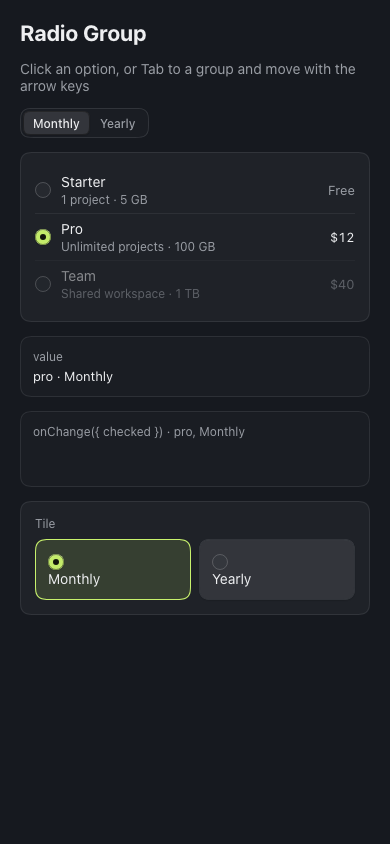 Radio Group
Click an option, or Tab to a group and move with the
arrow keys
Monthly Yearly
Starter
1 project · 5 GB
Free
Pro
Unlimited projects · 100 GB
$12
Team
Shared workspace · 1 TB
$40
value
pro · Monthly
onChange({ checked }) · pro, Monthly
Tile
Monthly
Yearly